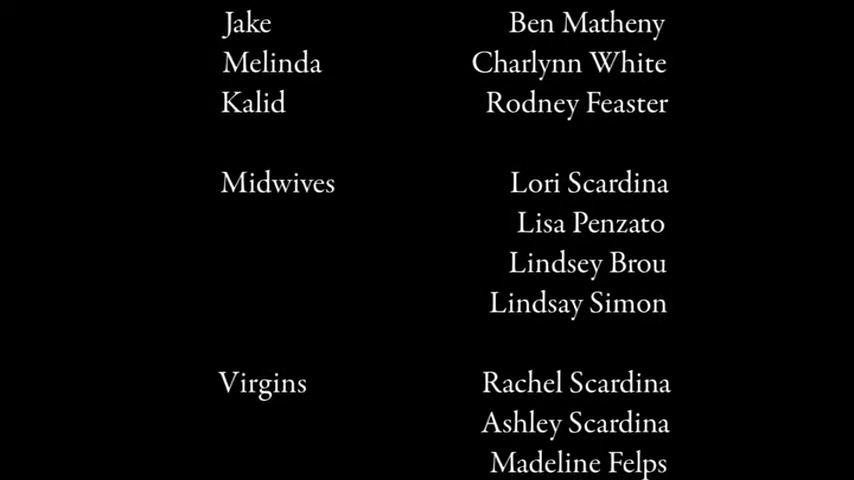 Jake Ben Matheny
Melinda Charlynn White
Kalid Rodney Feaster
Midwives Lori Scardina
Lisa Penzato
Lindsey Brou
Lindsay Simon
Virgins Rachel Scardina
Ashley Scardina
Madeline Felps